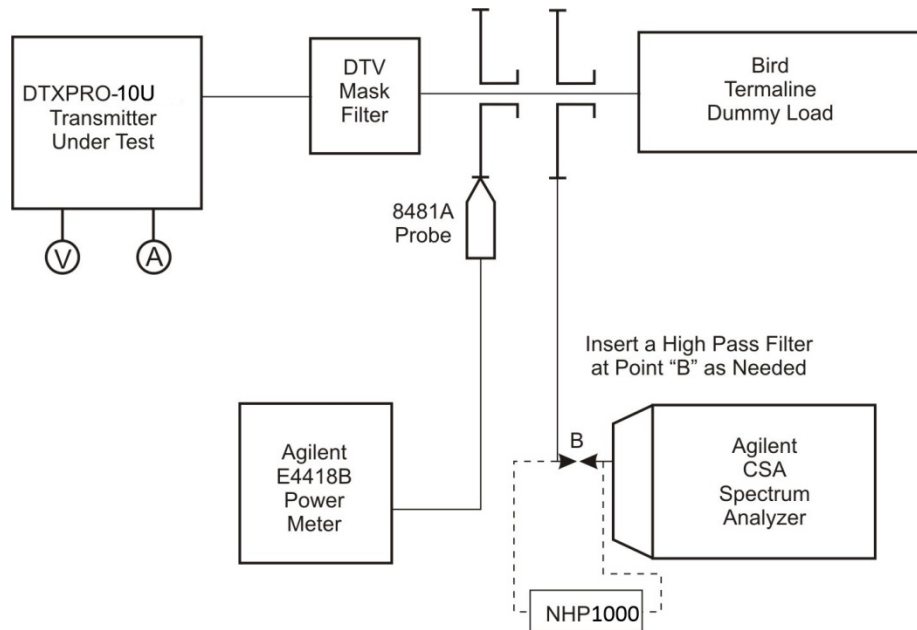 DTXPRO-10U
Transmitter
Under Test
DTV
Mask
Filter
Bird
Termaline
Dummy Load
V
A
8481A
Probe
Insert a High Pass Filter
at Point “B” as Needed
B
Agilent
E4418B
Power
Meter
Agilent
CSA
Spectrum
Analyzer
NHP1000